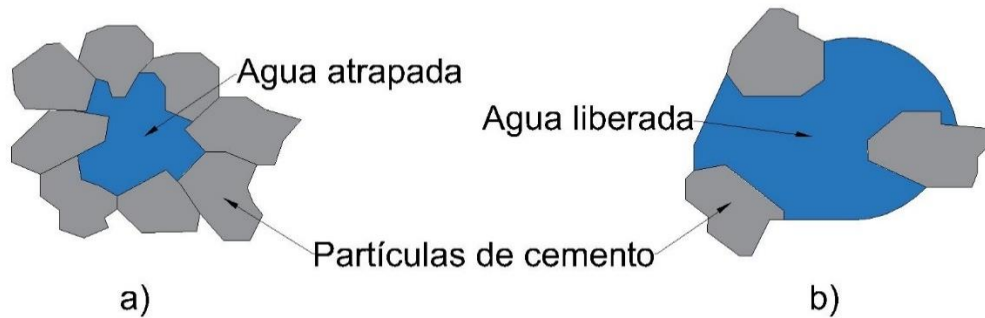 Agua atrapada
Agua liberada
Partículas de cemento
a)
b)